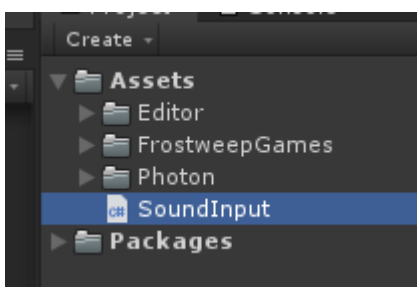 Create
Assets
Editor
FrostweepGames
Photon
c# SoundInput
Packages